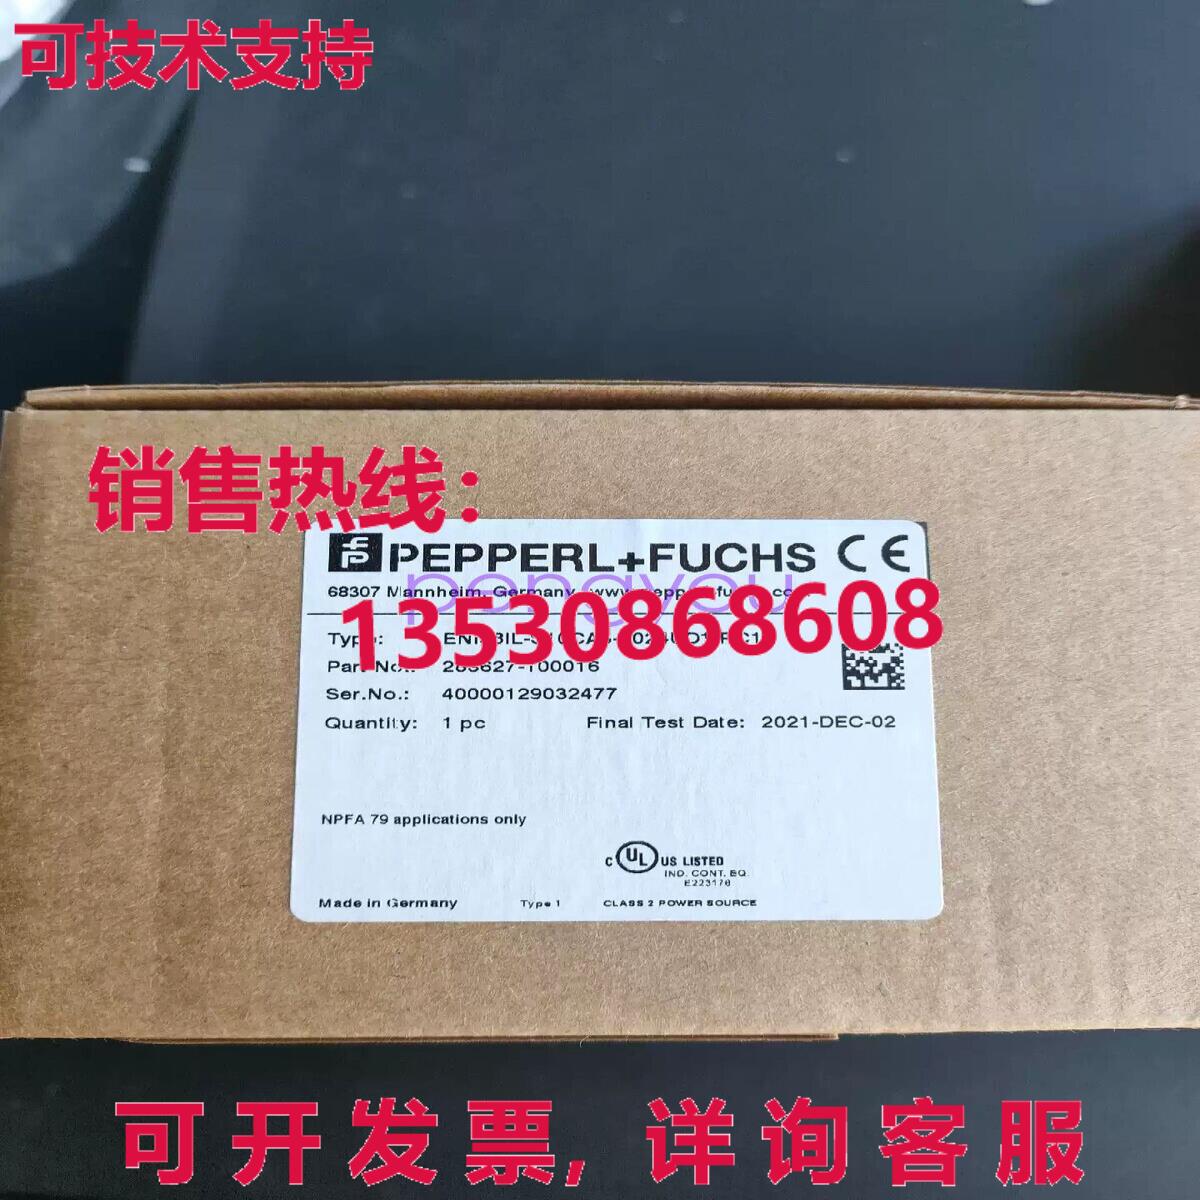 可技术支持
销售热线：
PEPPERL+FUCHS CE
pengyou
68307 Mannheim, Germany
13530868608
Type:
Part No.:
Ser.No.: 40000129032477
Quantity: 1 pc Final Test Date: 2021-DEC-02
NPFA 79 applications only
c UL US LISTED
IND. CONT. EQ.
E223176
Made in Germany Type 1 CLASS 2 POWER SOURCE
可开发票,详询客服